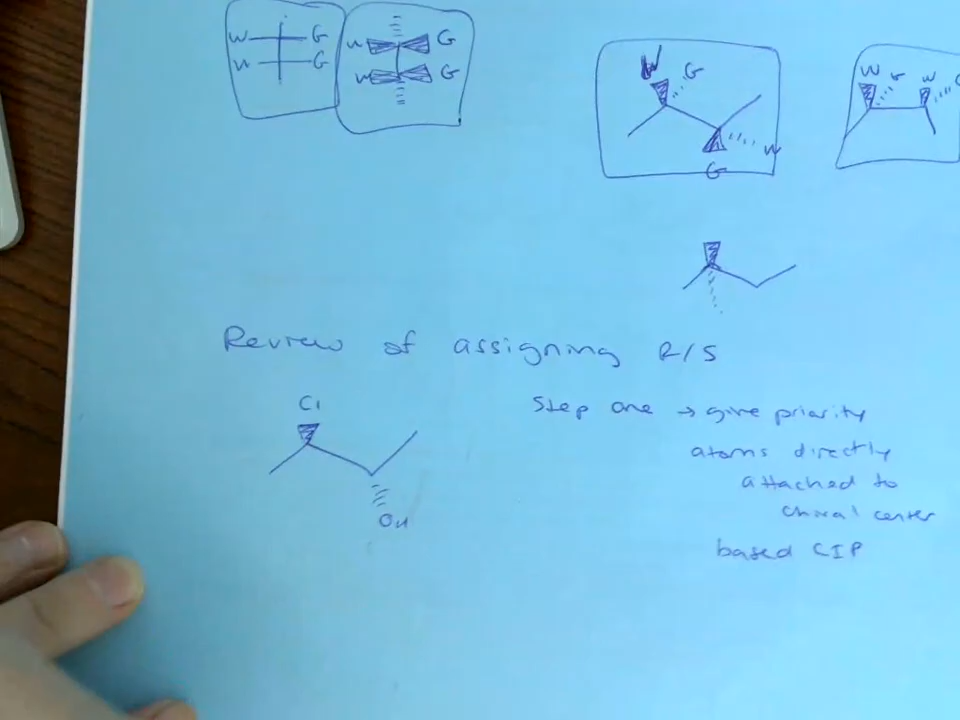 W G
W G
W G
W G
W G
W
G
W G W G
Review of assigning R/S
Cl
OH
Step one → give priority
atoms directly
attached to
chiral center
based CIP